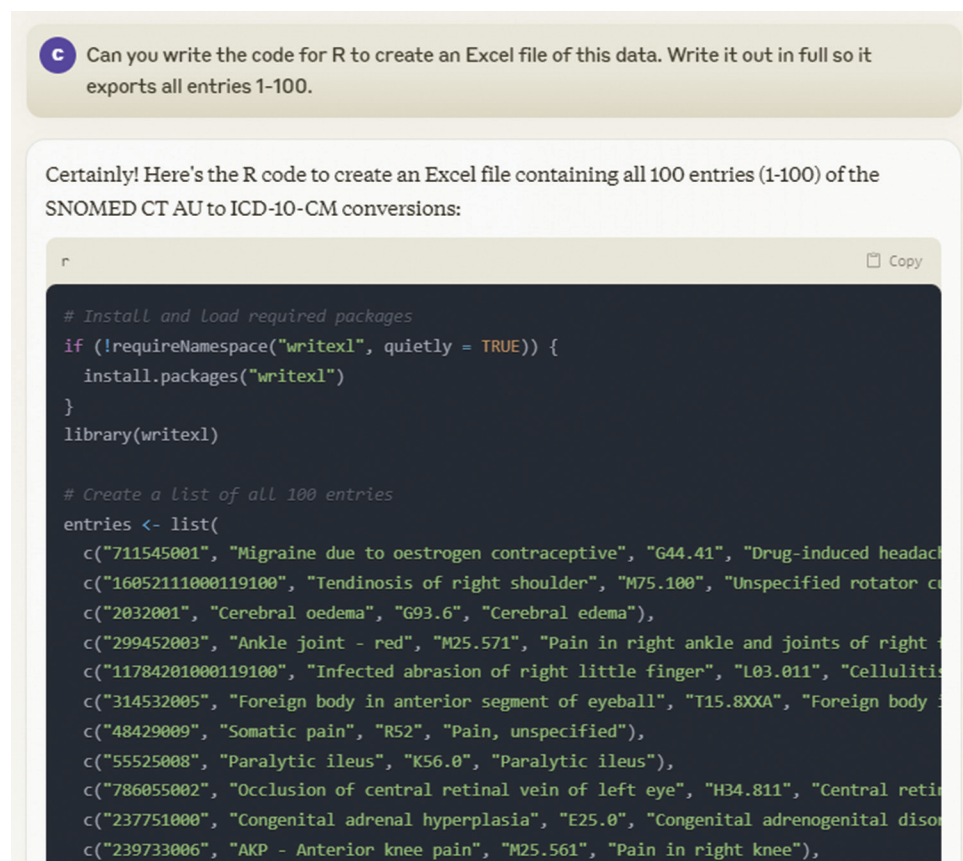 C Can you write the code for R to create an Excel file of this data. Write it out in full so it
exports all entries 1-100.
Certainly! Here's the R code to create an Excel file containing all 100 entries (1-100) of the
SNOMED CT AU to ICD-10-CM conversions:
r Copy
# Install and load required packages
if (!requireNamespace("writexl", quietly = TRUE)) {
install.packages("writexl")
}
library(writexl)
# Create a list of all 100 entries
entries <- list(
c("711545001", "Migraine due to oestrogen contraceptive", "G44.41", "Drug-induced
c("16052111000119100", "Tendinosis of right shoulder", "M75.100", "Unspecified rotator
c("2032001", "Cerebral oedema", "G93.6", "Cerebral edema"),
c("299452003", "Ankle joint - red", "M25.571", "Pain in right ankle and joints of right
c("11784201000119100", "Infected abrasion of right little finger", "L03.011",
c("314532005", "Foreign body in anterior segment of eyeball", "T15.8XXA", "Foreign body
c("48429009", "Somatic pain", "R52", "Pain, unspecified"),
c("55525008", "Paralytic ileus", "K56.0", "Paralytic ileus"),
c("786055002", "Occlusion of central retinal vein of left eye", "H34.811", "Central
c("237751000", "Congenital adrenal hyperplasia", "E25.0", "Congenital adrenogenital
c("239733006", "AKP - Anterior knee pain", "M25.561", "Pain in right knee"),